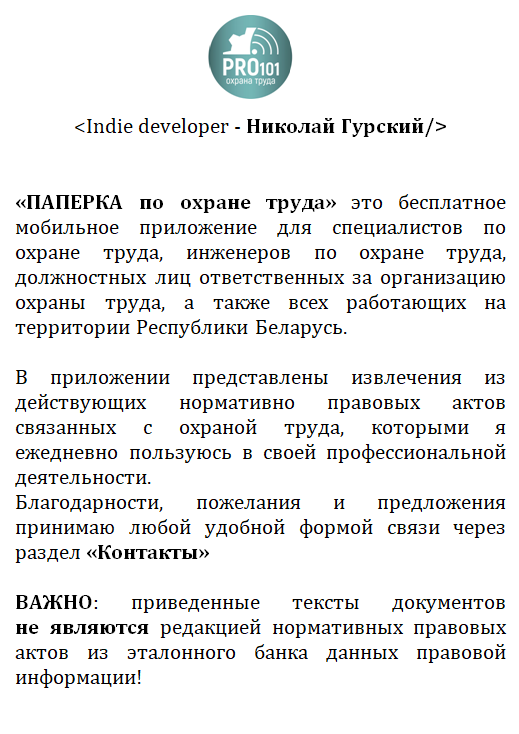 PRO101
охрана труда
<Indie developer - Николай Гурский/>
«ПАПЕРКА по охране труда» это бесплатное
мобильное приложение для специалистов по
охране труда, инженеров по охране труда,
должностных лиц ответственных за организацию
охраны труда, а также всех работающих на
территории Республики Беларусь.
В приложении представлены извлечения из
действующих нормативно правовых актов
связанных с охраной труда, которыми я
ежедневно пользуюсь в своей профессиональной
деятельности.
Благодарности, пожелания и предложения
принимаю любой удобной формой связи через
раздел «Контакты»
ВАЖНО: приведенные тексты документов
не являются редакцией нормативных правовых
актов из эталонного банка данных правовой
информации!